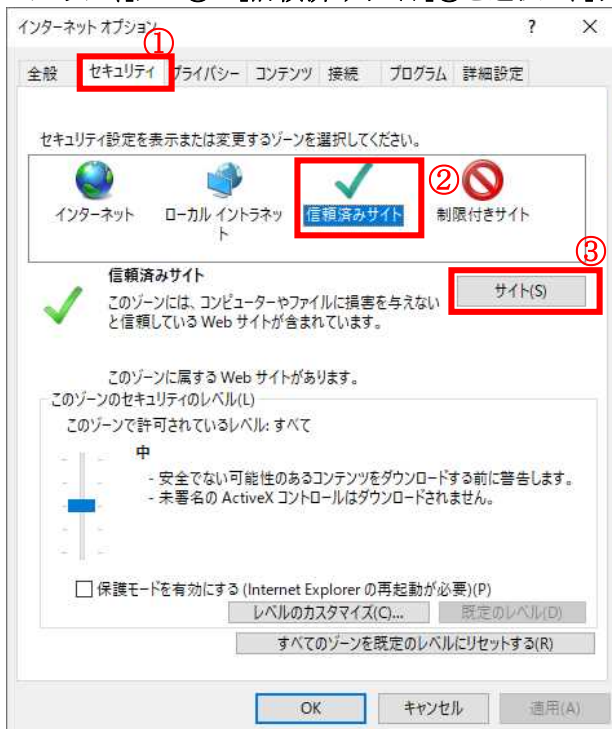 インターネット オプション ? ×
①
全般 セキュリティ プライバシー コンテンツ 接続 プログラム 詳細設定
セキュリティ設定を表示または変更するゾーンを選択してください。
②
インターネット ローカル イントラネット 信頼済みサイト 制限付きサイト
③
信頼済みサイト
サイト(S)
このゾーンには、コンピューターやファイルに損害を与えない
と信頼している Web サイトが含まれています。
このゾーンに属する Web サイトがあります。
このゾーンのセキュリティのレベル(L)
このゾーンで許可されているレベル: すべて
中
- 安全でない可能性のあるコンテンツをダウンロードする前に警告します。
- 未署名の ActiveX コントロールはダウンロードされません。
保護モードを有効にする (Internet Explorer の再起動が必要)(P)
レベルのカスタマイズ(C)... 既定のレベル(D)
すべてのゾーンを既定のレベルにリセットする(R)
OK キャンセル 適用(A)